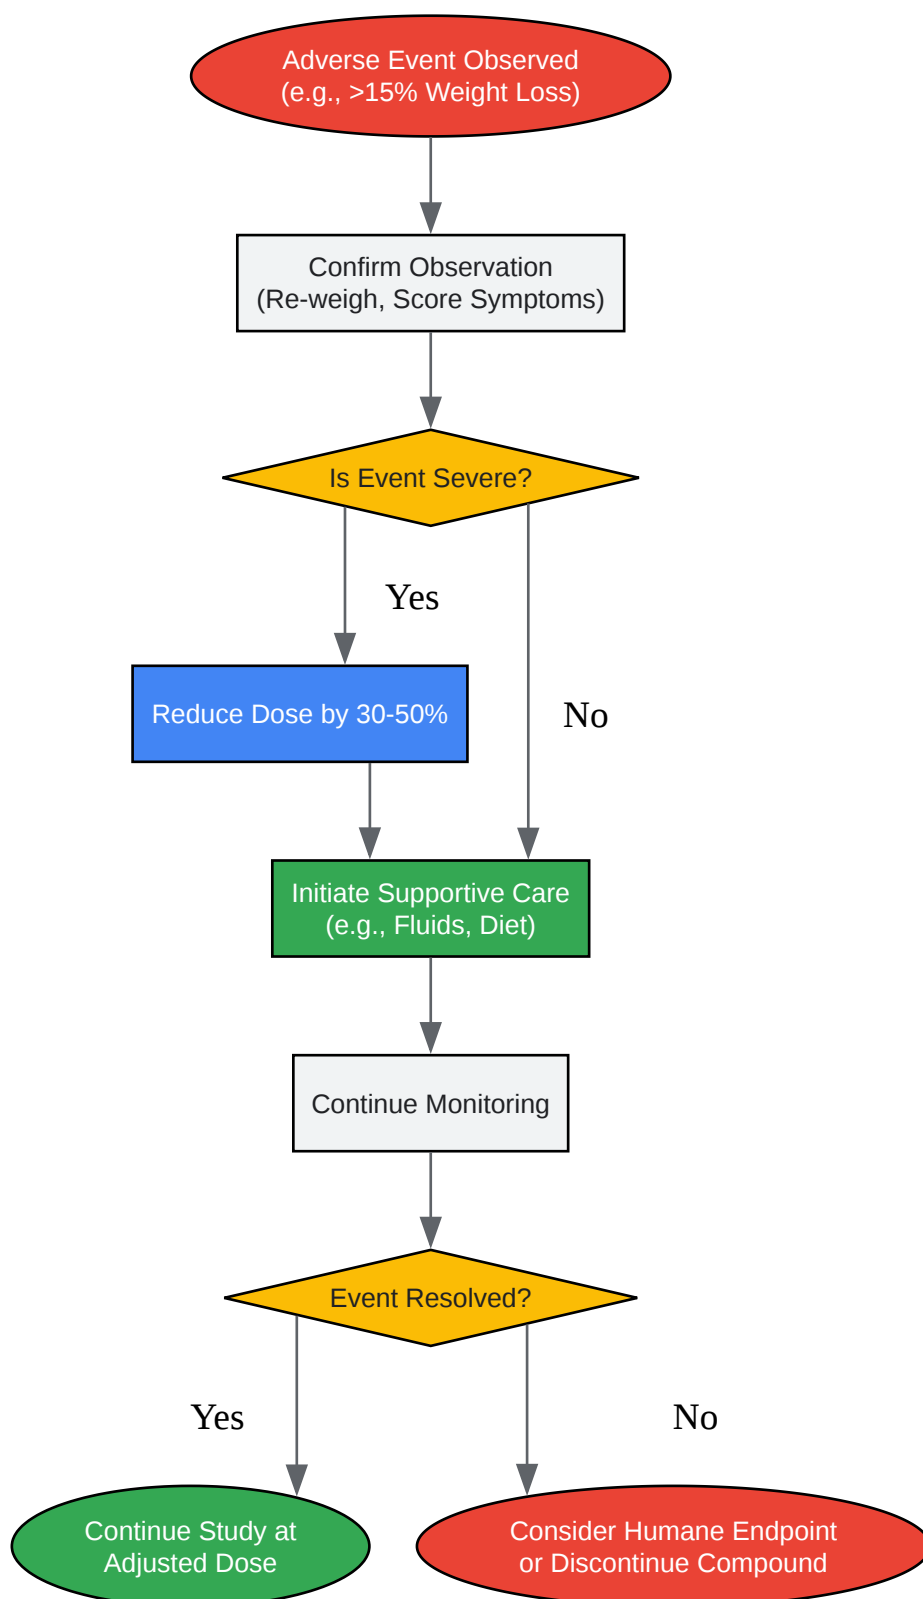 Adverse Event Observed
(e.g., >15% Weight Loss)
Confirm Observation
(Re-weigh, Score Symptoms)
Is Event Severe?
Yes
Reduce Dose by 30-50%
No
Initiate Supportive Care
(e.g., Fluids, Diet)
Continue Monitoring
Event Resolved?
Yes
No
Continue Study at
Adjusted Dose
Consider Humane Endpoint
or Discontinue Compound